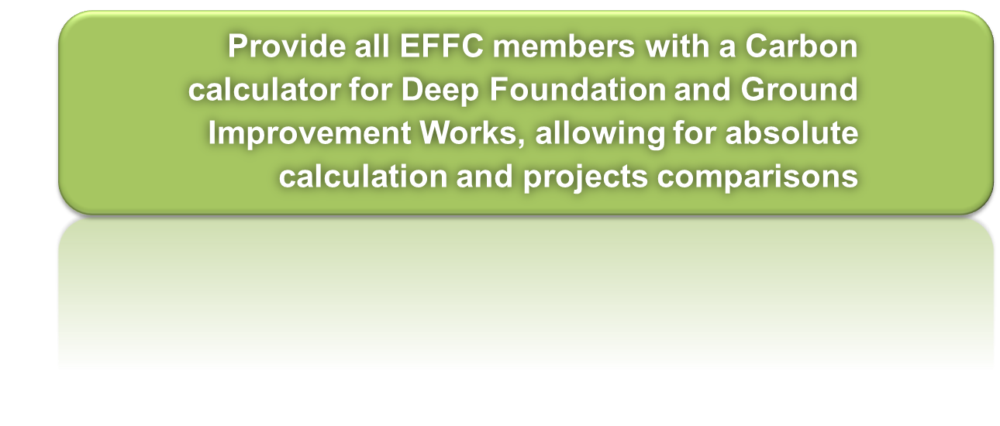 Provide all EFFC members with a Carbon
calculator for Deep Foundation and Ground
Improvement Works, allowing for absolute
calculation and projects comparisons